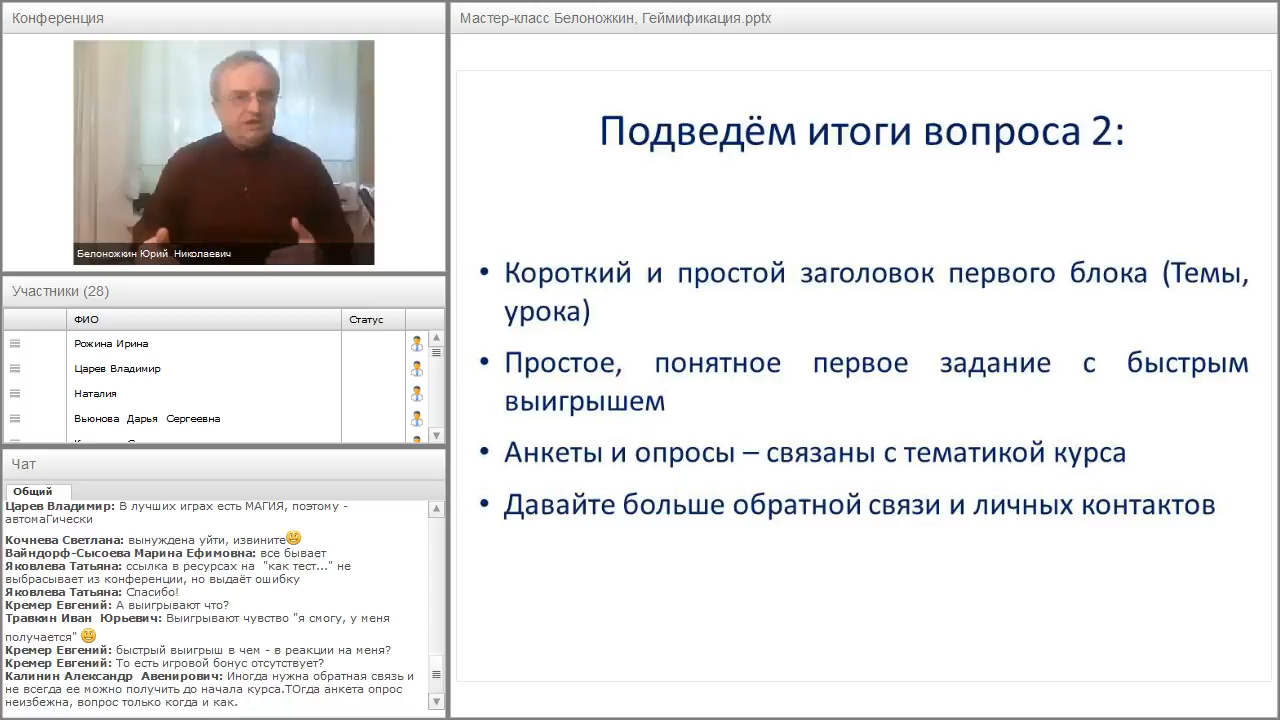 Конференция
Белоножкин Юрий Николаевич
Участники (28)
ФИО
Статус
Рожина Ирина
Царев Владимир
Наталия
Вьюнова Дарья Сергеевна
Чат
Общий
Царев Владимир: В лучших играх есть МАГИЯ, поэтому -
автомаГически
Кочнева Светлана: вынуждена уйти, извините
Вайндорф-Сысоева Марина Ефимовна: все бывает
Яковлева Татьяна: ссылка в ресурсах на "как тест..." не
выбрасывает из конференции, но выдаёт ошибку
Яковлева Татьяна: Спасибо!
Кремер Евгений: А выигрывают что?
Травкин Иван Юрьевич: Выигрывают чувство "я смогу, у меня
получается"
Кремер Евгений: быстрый выигрыш в чем - в реакции на меня?
Кремер Евгений: То есть игровой бонус отсутствует?
Калинин Александр Авенирович: Иногда нужна обратная связь и
не всегда ее можно получить до начала курса.ТОгда анкета опрос
неизбежна, вопрос только когда и как.
Мастер-класс Белоножкин, Геймификация.pptx
Подведём итоги вопроса 2:
• Короткий и простой заголовок первого блока (Темы,
урока)
• Простое, понятное первое задание с быстрым
выигрышем
• Анкеты и опросы – связаны с тематикой курса
• Давайте больше обратной связи и личных контактов